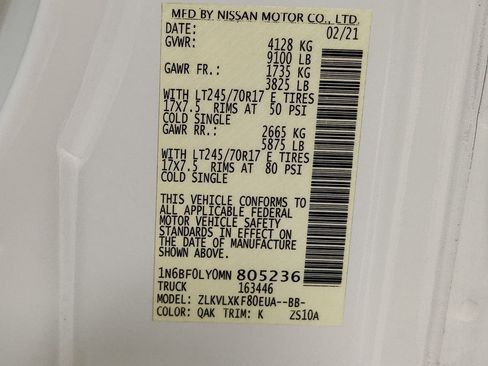 MFD BY NISSAN MOTOR CO., LTD.
DATE: 02/21
GVWR: 4128 KG
9100 LB
GAWR FR.: 1735 KG
3825 LB
WITH LT245/70R17 E TIRES
17X7.5 RIMS AT 50 PSI
COLD SINGLE
GAWR RR.: 2665 KG
5875 LB
WITH LT245/70R17 E TIRES
17X7.5 RIMS AT 80 PSI
COLD SINGLE
THIS VEHICLE CONFORMS TO
ALL APPLICABLE FEDERAL
MOTOR VEHICLE SAFETY
STANDARDS IN EFFECT ON
THE DATE OF MANUFACTURE
SHOWN ABOVE.
1N6BF0LY0MN 805236
TRUCK 163446
MODEL: ZLKVLXKF80EUA--BB-
COLOR: QAK TRIM: K ZS10A